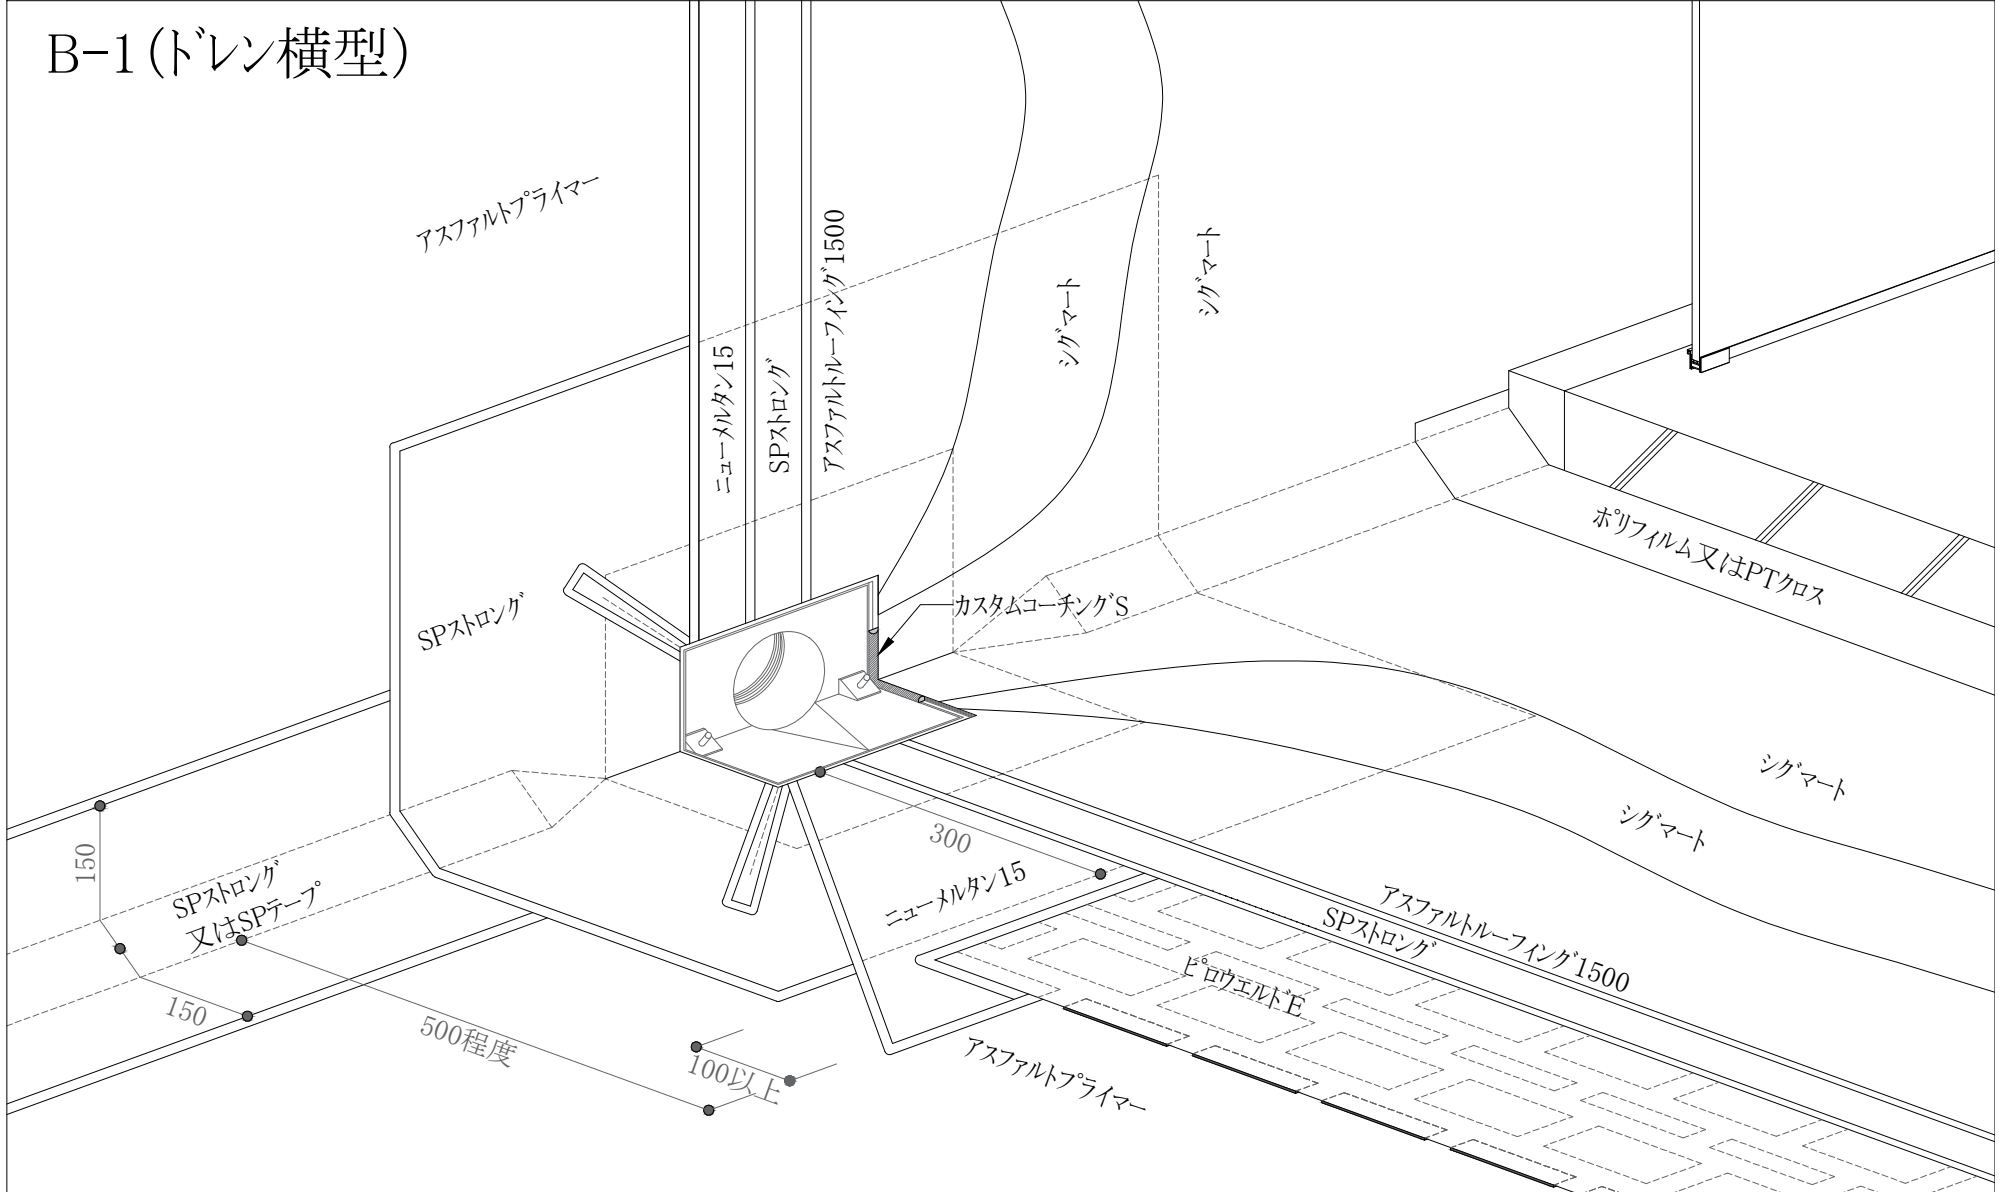 B-1(ドレン横型)
アスファルトプライマー
ニューメルタン15
SPストロング
アスファルトルーフィング1500
シグマート
シグマート
SPストロング
カスタムコーチングS
ポリフィルム又はPTクロス
シグマート
シグマート
300
ニューメルタン15
アスファルトルーフィング1500
SPストロング
ピロウエルドE
150
SPストロング
又はSPテープ
150
500程度
100以上
アスファルトプライマー